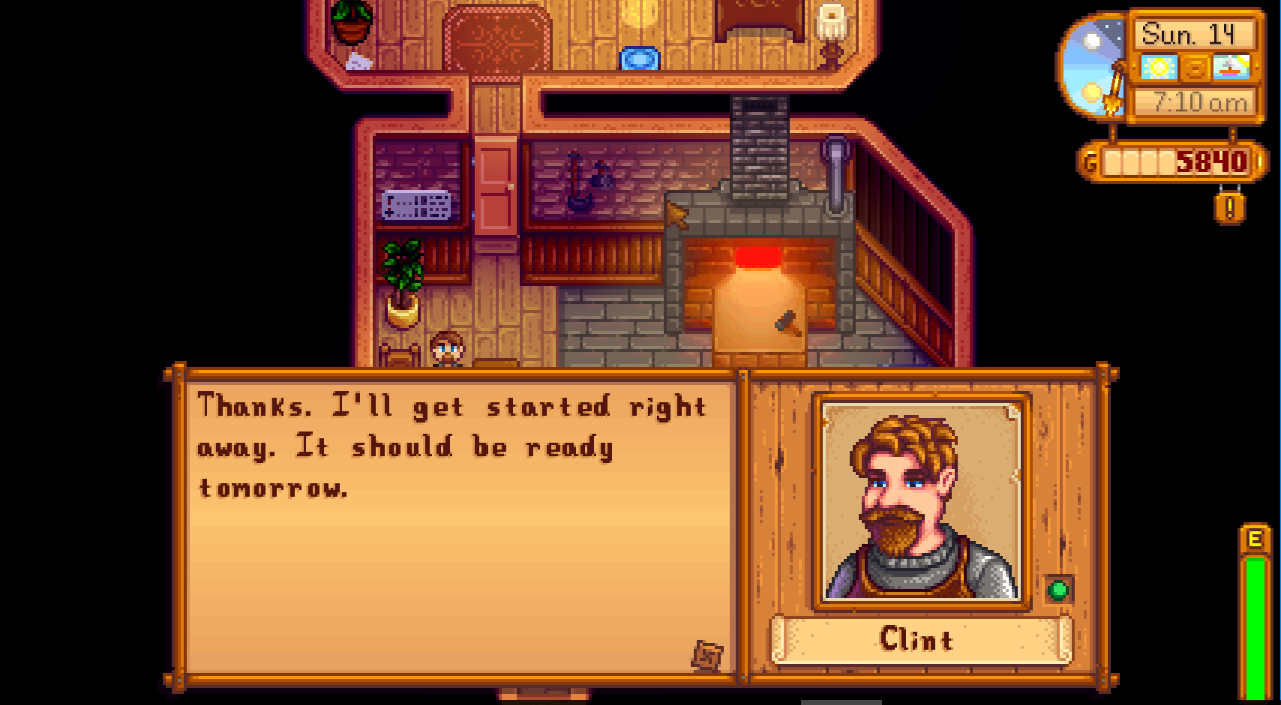 Sun. 14
7:10 am
G 5840
!
Thanks. I'll get started right
away. It should be ready
tomorrow.
Clint
E